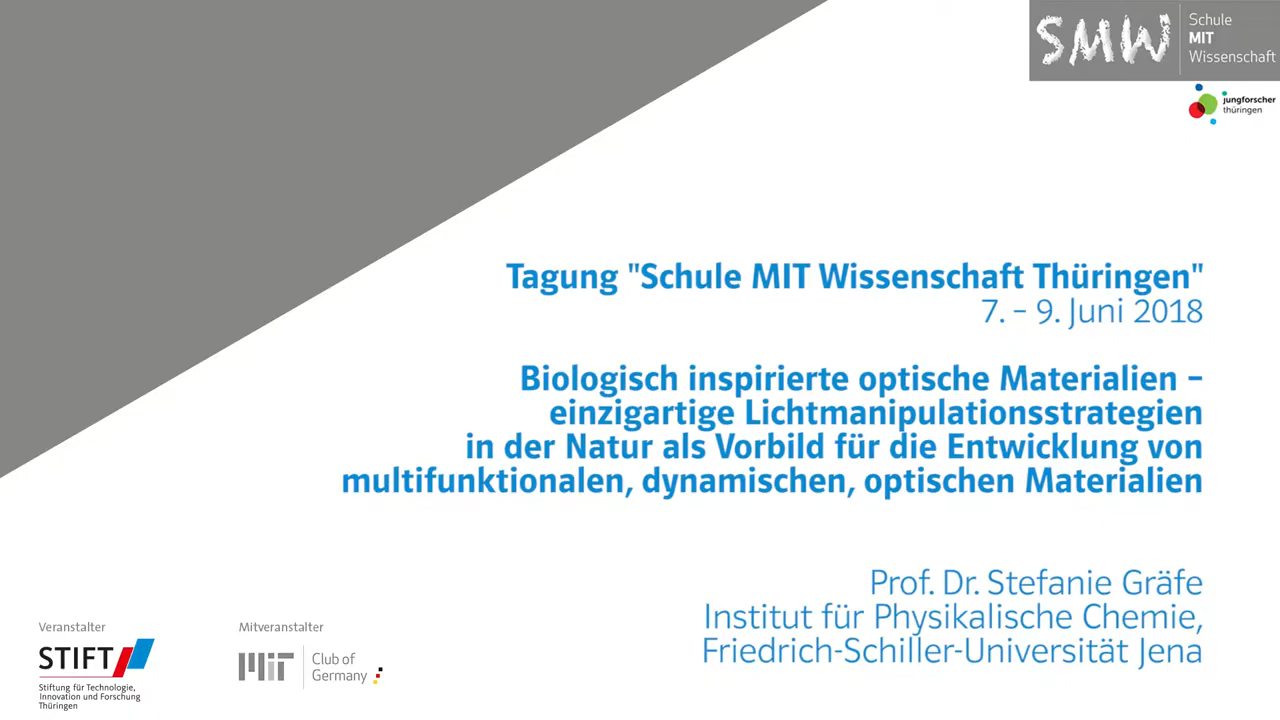 SMW
Schule
MIT
Wissenschaft
jungforscher
thüringen
Tagung "Schule MIT Wissenschaft Thüringen"
7. – 9. Juni 2018
Biologisch inspirierte optische Materialien –
einzigartige Lichtmanipulationsstrategien
in der Natur als Vorbild für die Entwicklung von
multifunktionalen, dynamischen, optischen Materialien
Prof. Dr. Stefanie Gräfe
Institut für Physikalische Chemie,
Friedrich-Schiller-Universität Jena
Veranstalter
STIFT
Stiftung für Technologie,
Innovation und Forschung
Thüringen
Mitveranstalter
MIT
Club of
Germany